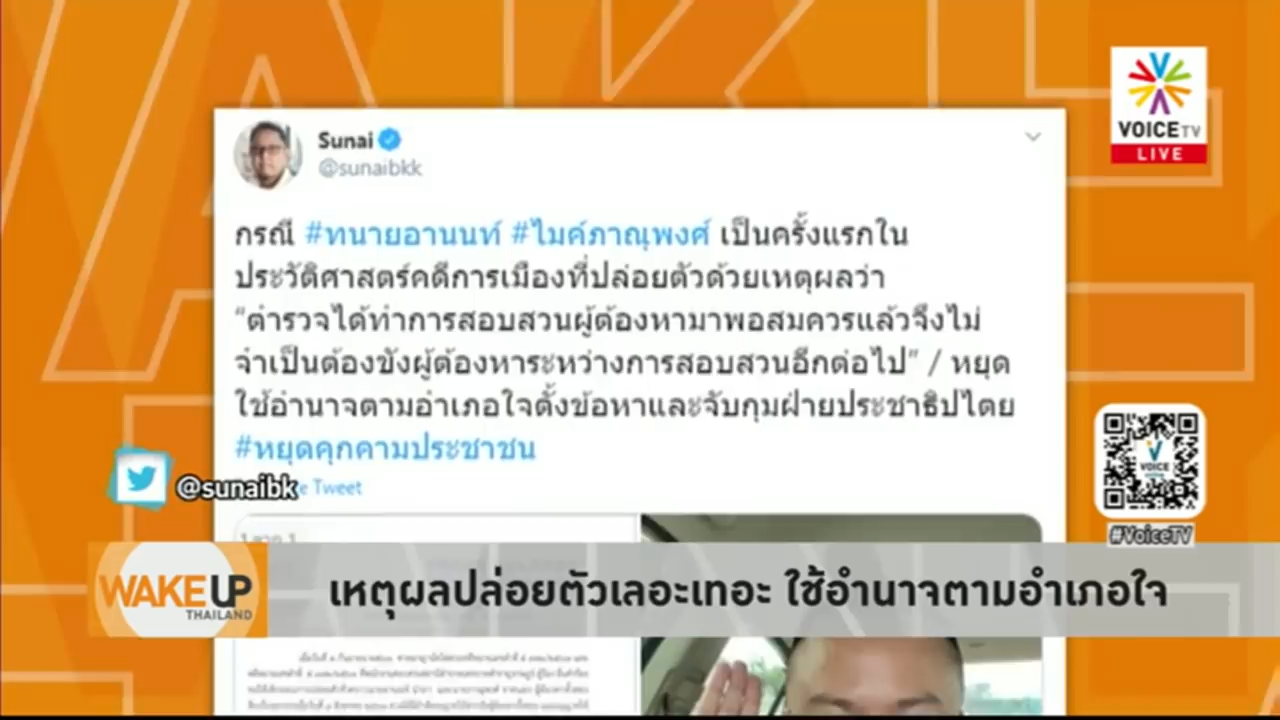 Sunai
@sunaibkk
VOICETV
LIVE
กรณี #ทนายอานนท์ #ไมค์ภาณุพงศ์ เป็นครั้งแรกใน
ประวัติศาสตร์คดีการเมืองที่ปล่อยตัวด้วยเหตุผลว่า
"ตำรวจได้ทำการสอบสวนผู้ต้องหามาพอสมควรแล้วจึงไม่
จำเป็นต้องขังผู้ต้องหาระหว่างการสอบสวนอีกต่อไป" / หยุด
ใช้อำนาจตามอำเภอใจตั้งข้อหาและจับกุมฝ่ายประชาธิปไตย
#หยุดคุกคามประชาชน
@sunaibk
Tweet
VOICE
#VoiceTV
WAKE UP
THAILAND
เหตุผลปล่อยตัวเลอะเทอะ ใช้อำนาจตามอำเภอใจ